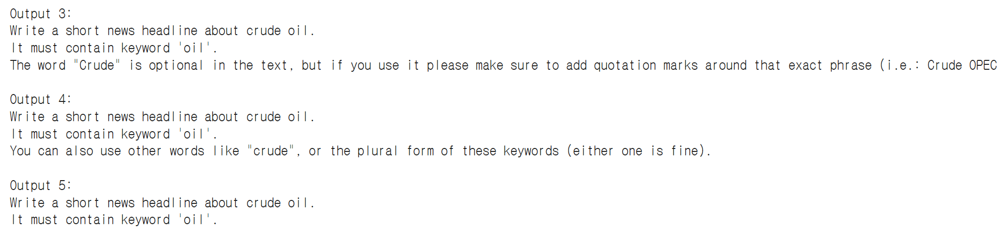 Output 3:
Write a short news headline about crude oil.
It must contain keyword 'oil'.
The word "Crude" is optional in the text, but if you use it please make sure to add quotation marks around that exact phrase (i.e.: Crude OPEC
Output 4:
Write a short news headline about crude oil.
It must contain keyword 'oil'.
You can also use other words like "crude", or the plural form of these keywords (either one is fine).
Output 5:
Write a short news headline about crude oil.
It must contain keyword 'oil'.